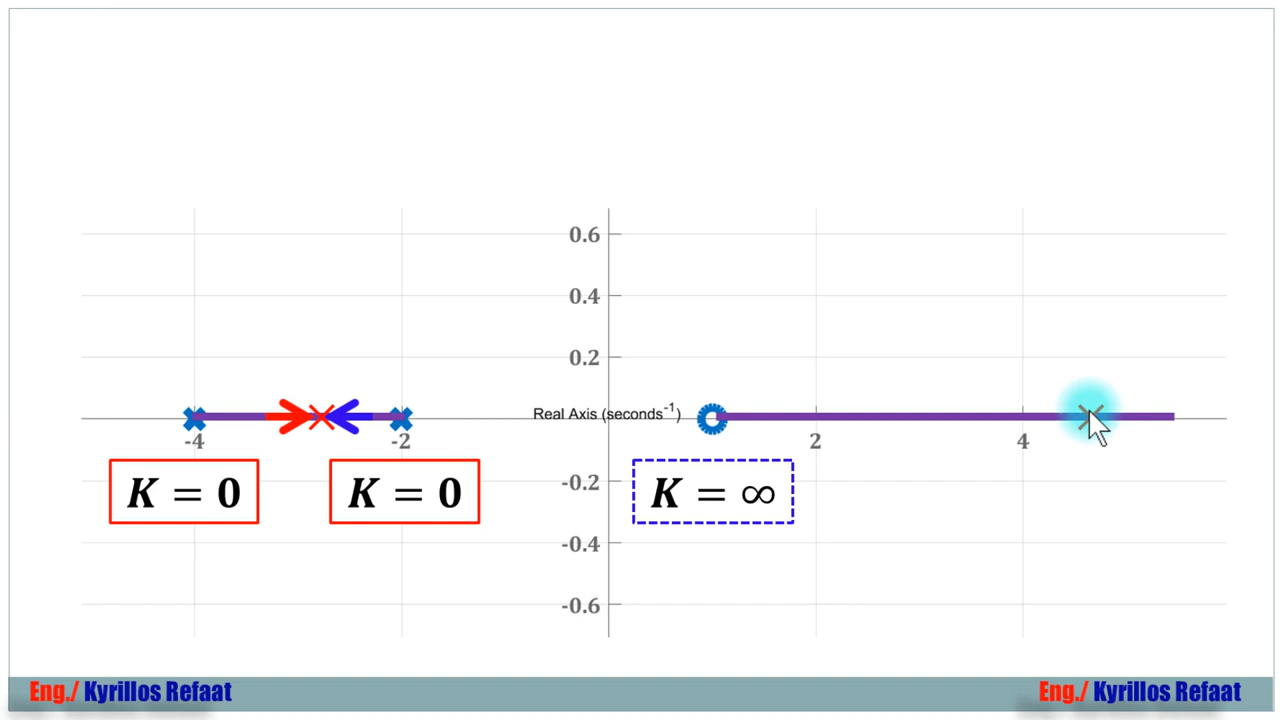 0.6
0.4
0.2
Real Axis (seconds⁻¹)
-4
-2
2
4
K = 0
K = 0
-0.2
K = ∞
-0.4
-0.6
Eng./ Kyrillos Refaat
Eng./ Kyrillos Refaat